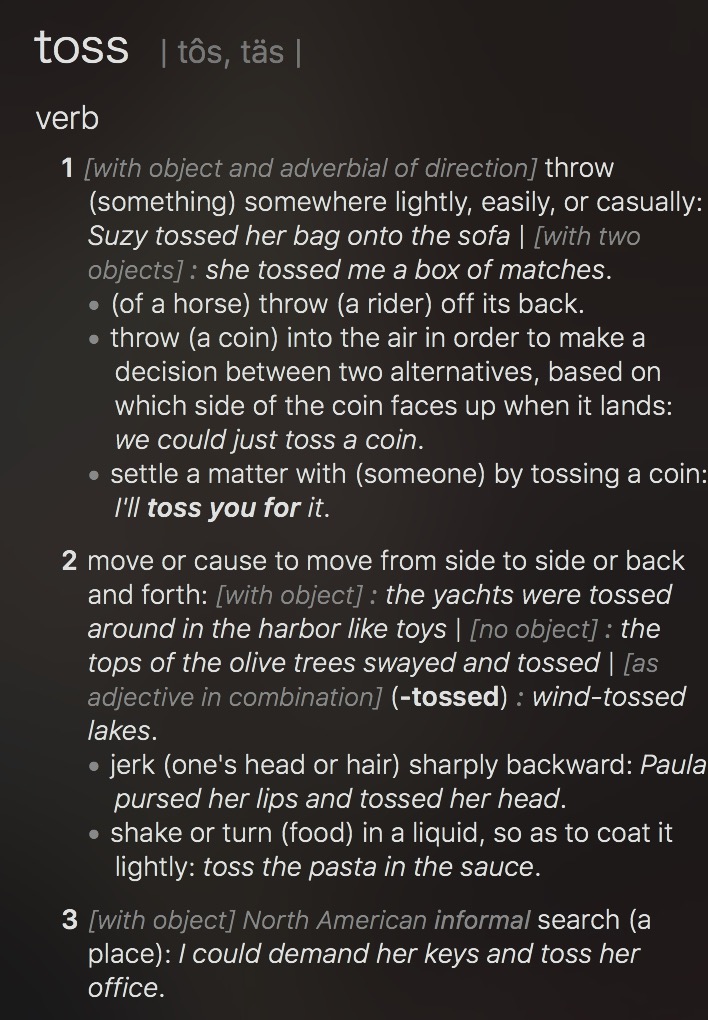 toss | tôs, täs |
verb
1 [with object and adverbial of direction] throw
(something) somewhere lightly, easily, or casually:
Suzy tossed her bag onto the sofa | [with two
objects] : she tossed me a box of matches.
• (of a horse) throw (a rider) off its back.
• throw (a coin) into the air in order to make a
decision between two alternatives, based on
which side of the coin faces up when it lands:
we could just toss a coin.
• settle a matter with (someone) by tossing a coin:
I'll toss you for it.
2 move or cause to move from side to side or back
and forth: [with object] : the yachts were tossed
around in the harbor like toys | [no object] : the
tops of the olive trees swayed and tossed | [as
adjective in combination] (-tossed) : wind-tossed
lakes.
• jerk (one's head or hair) sharply backward: Paula
pursed her lips and tossed her head.
• shake or turn (food) in a liquid, so as to coat it
lightly: toss the pasta in the sauce.
3 [with object] North American informal search (a
place): I could demand her keys and toss her
office.